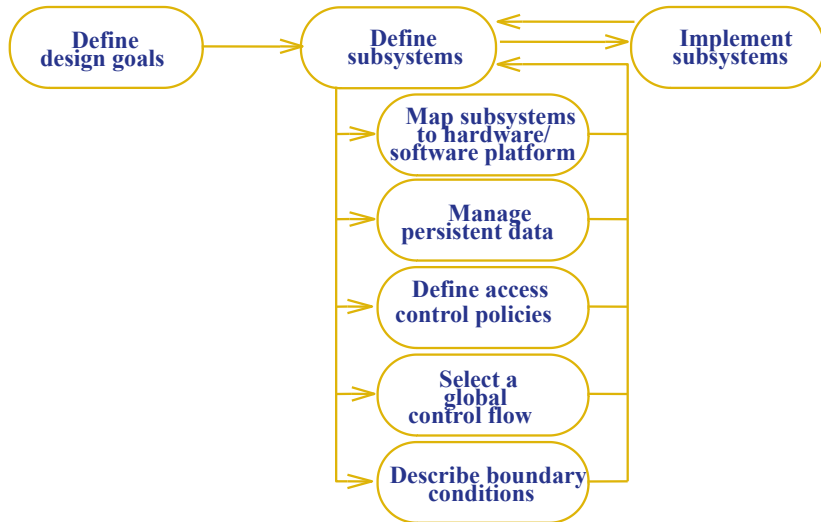 Define
design goals
Define
subsystems
Implement
subsystems
Map subsystems
to hardware/
software platform
Manage
persistent data
Define access
control policies
Select a
global
control flow
Describe boundary
conditions